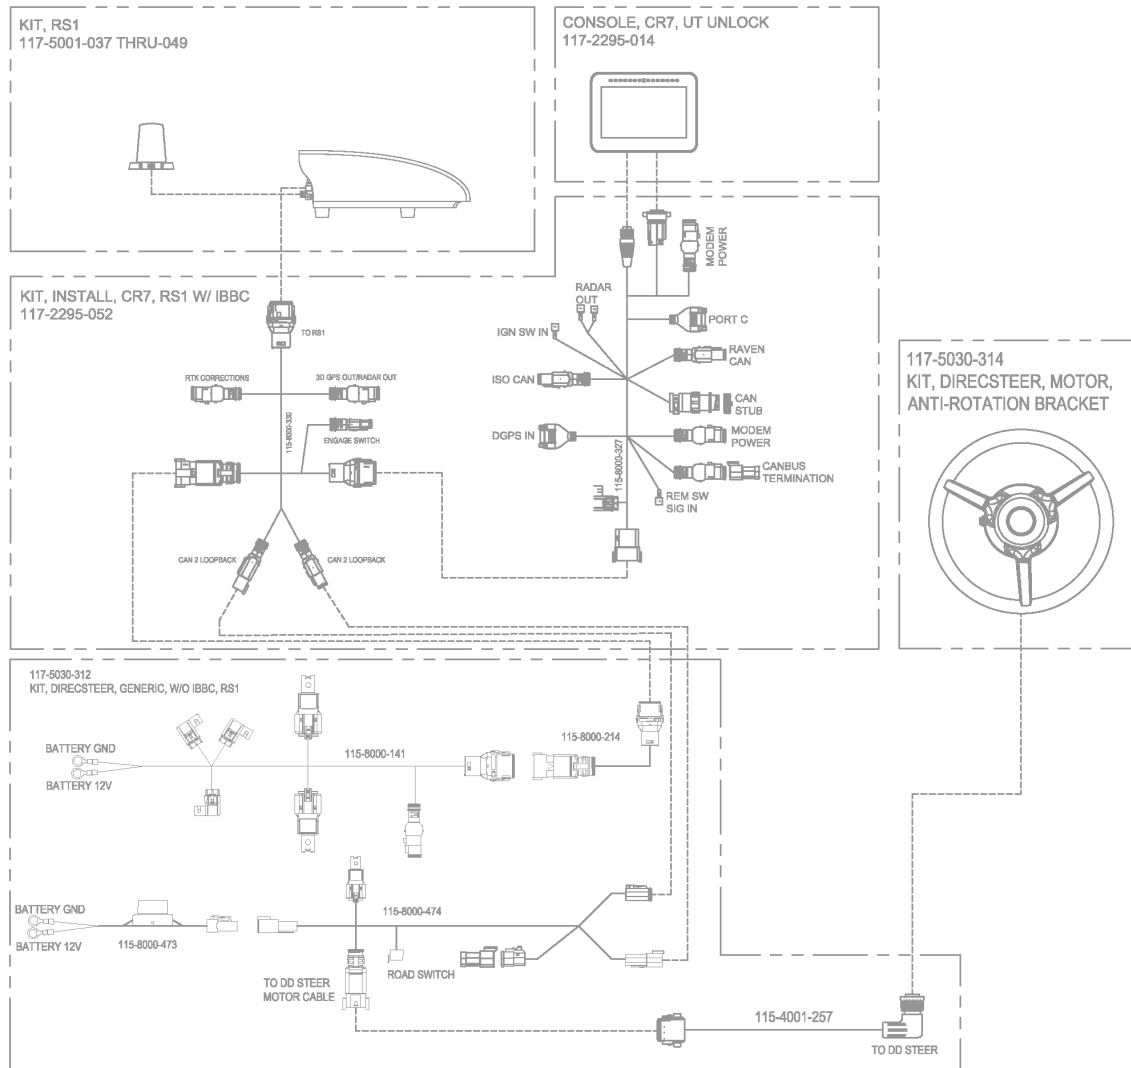 KIT, RS1
117-5001-037 THRU-049
CONSOLE, CR7, UT UNLOCK
117-2295-014
KIT, INSTALL, CR7, RS1 W/ IBBC
117-2295-052
TO RS1
RTK CORRECTIONS
3D GPS OUT/RADAR OUT
115-8000-330
ENGAGE SWITCH
CAN 2 LOOPBACK
CAN 2 LOOPBACK
MODEM
POWER
RADAR
OUT
IGN SW IN
PORT C
RAVEN
CAN
ISO CAN
CAN
STUB
DGPS IN
MODEM
POWER
115-8000-327
CANBUS
TERMINATION
REM SW
SIG IN
117-5030-314
KIT, DIRECSTEER, MOTOR,
ANTI-ROTATION BRACKET
117-5030-312
KIT, DIRECSTEER, GENERIC, W/O IBBC, RS1
BATTERY GND
BATTERY 12V
115-8000-141
115-8000-214
BATTERY GND
BATTERY 12V
115-8000-473
115-8000-474
ROAD SWITCH
TO DD STEER
MOTOR CABLE
115-4001-257
TO DD STEER